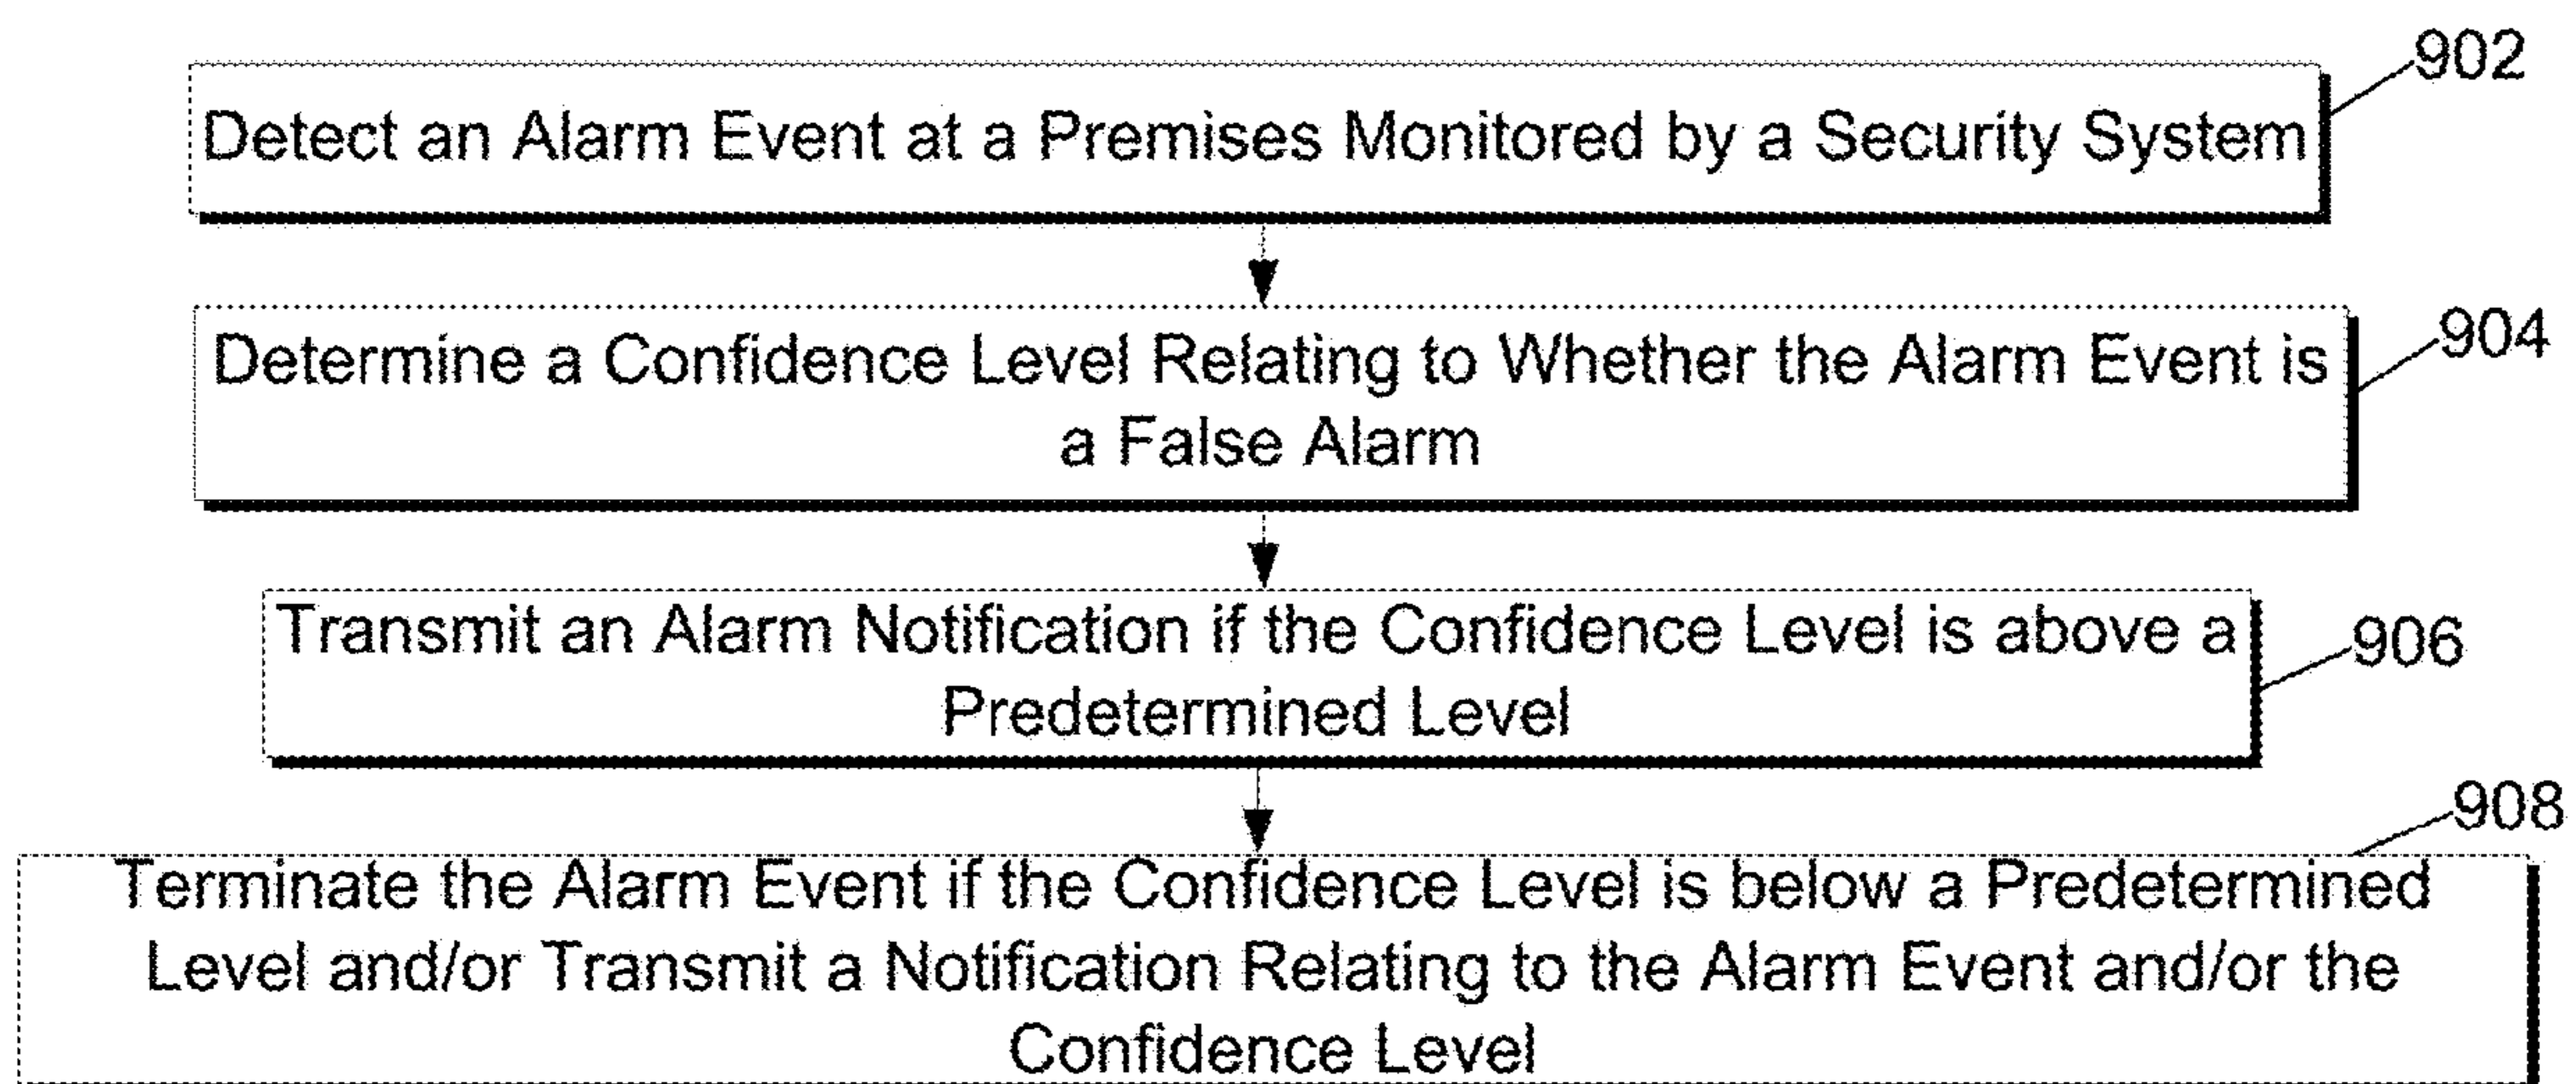 902
Detect an Alarm Event at a Premises Monitored by a Security System
904
Determine a Confidence Level Relating to Whether the Alarm Event is
a False Alarm
906
Transmit an Alarm Notification if the Confidence Level is above a
Predetermined Level
908
Terminate the Alarm Event if the Confidence Level is below a Predetermined
Level and/or Transmit a Notification Relating to the Alarm Event and/or the
Confidence Level